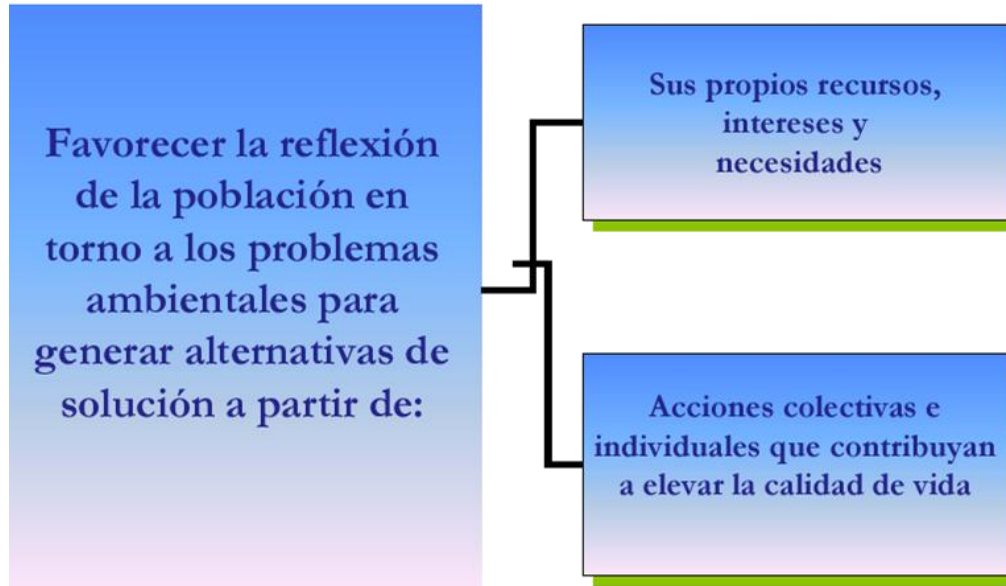 Favorecer la reflexión
de la población en
torno a los problemas
ambientales para
generar alternativas de
solución a partir de:
Sus propios recursos,
intereses y
necesidades
Acciones colectivas e
individuales que contribuyan
a elevar la calidad de vida